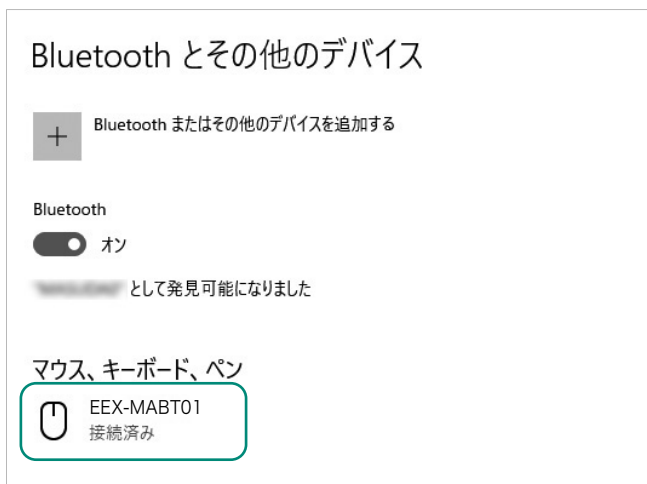 Bluetooth とその他のデバイス
Bluetooth またはその他のデバイスを追加する
Bluetooth
オン
として発見可能になりました
マウス、キーボード、ペン
EEX-MABT01
接続済み